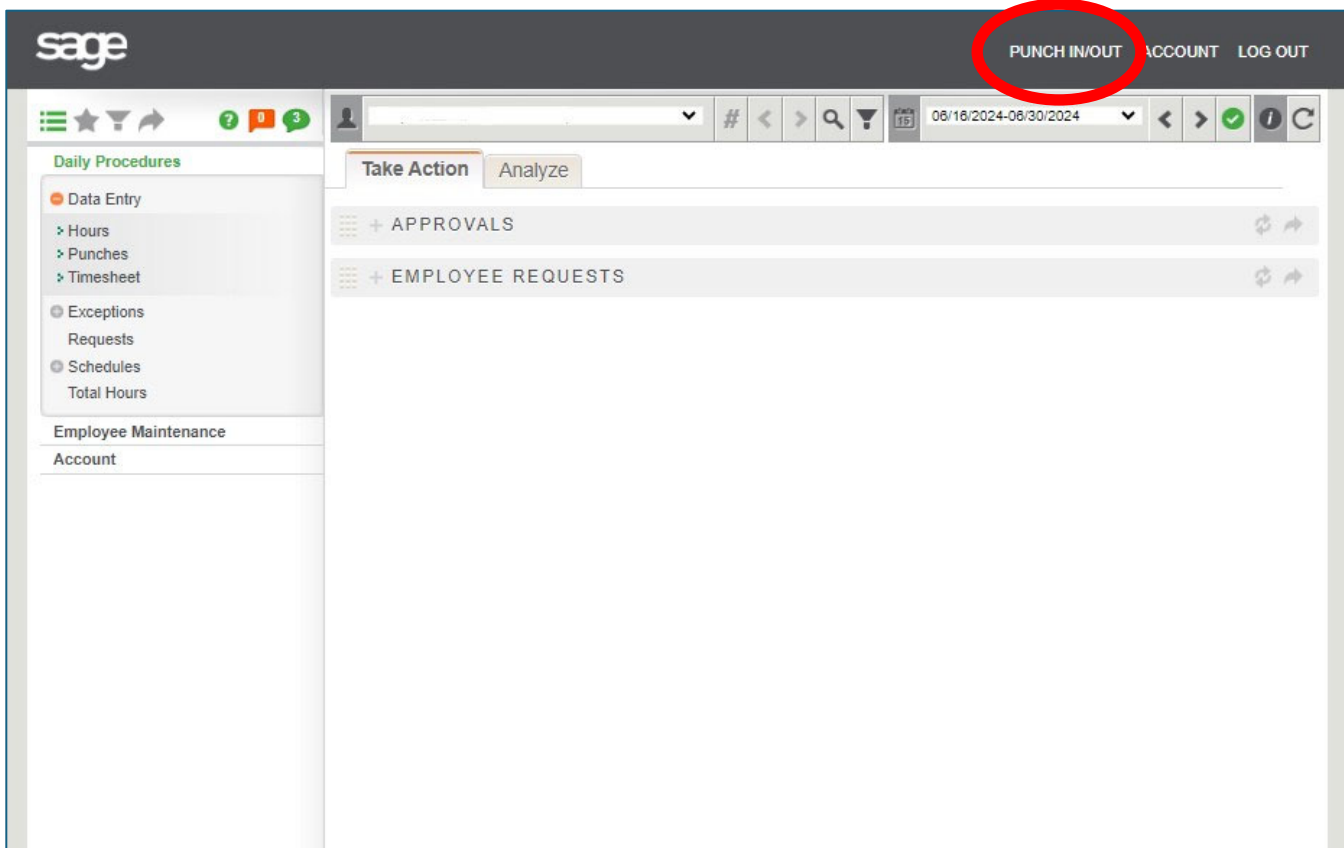 sage
PUNCH IN/OUT ACCOUNT LOG OUT
? 0 3
# 15 06/16/2024-06/30/2024 i
Daily Procedures
Take Action Analyze
Data Entry
Hours
Punches
Timesheet
Exceptions
Requests
Schedules
Total Hours
Employee Maintenance
Account
+ APPROVALS
+ EMPLOYEE REQUESTS